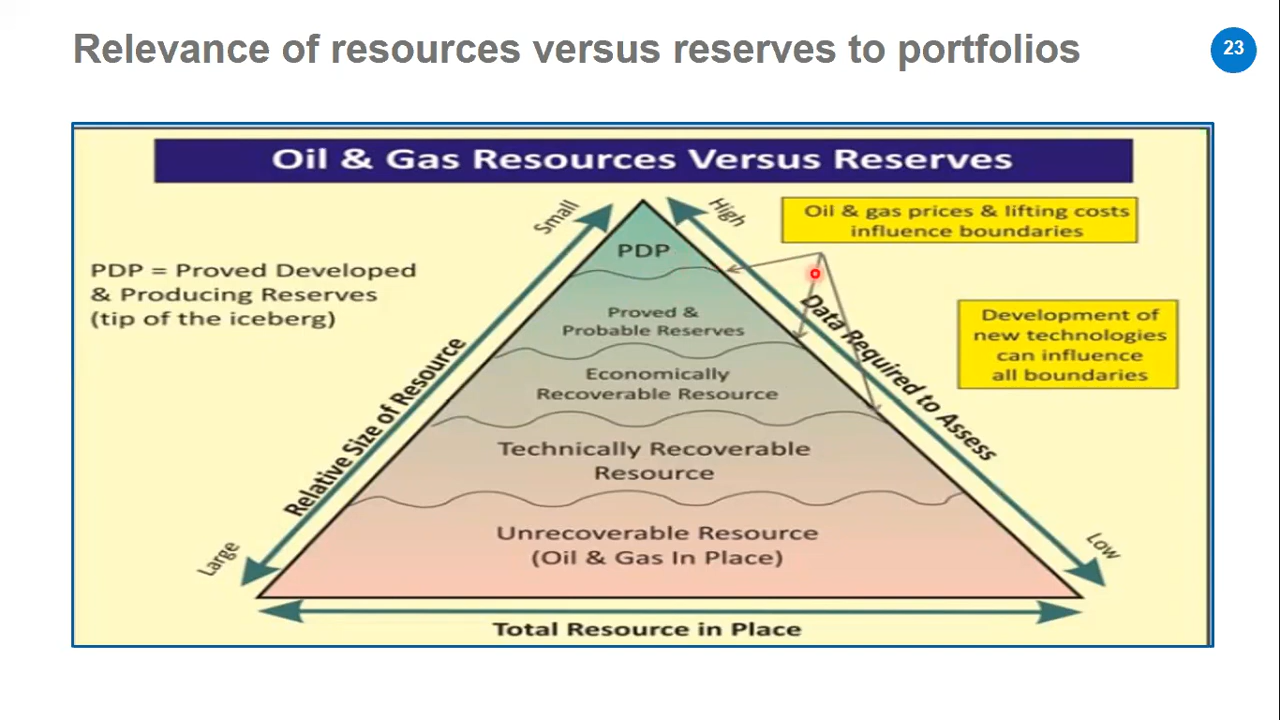 Relevance of resources versus reserves to portfolios
23
Oil & Gas Resources Versus Reserves
Small
High
Oil & gas prices & lifting costs
influence boundaries
PDP
PDP = Proved Developed
& Producing Reserves
(tip of the iceberg)
Proved &
Probable Reserves
Development of
new technologies
can influence
all boundaries
Relative Size of Resource
Data Required to Assess
Economically
Recoverable Resource
Technically Recoverable
Resource
Unrecoverable Resource
(Oil & Gas In Place)
Large
Low
Total Resource in Place